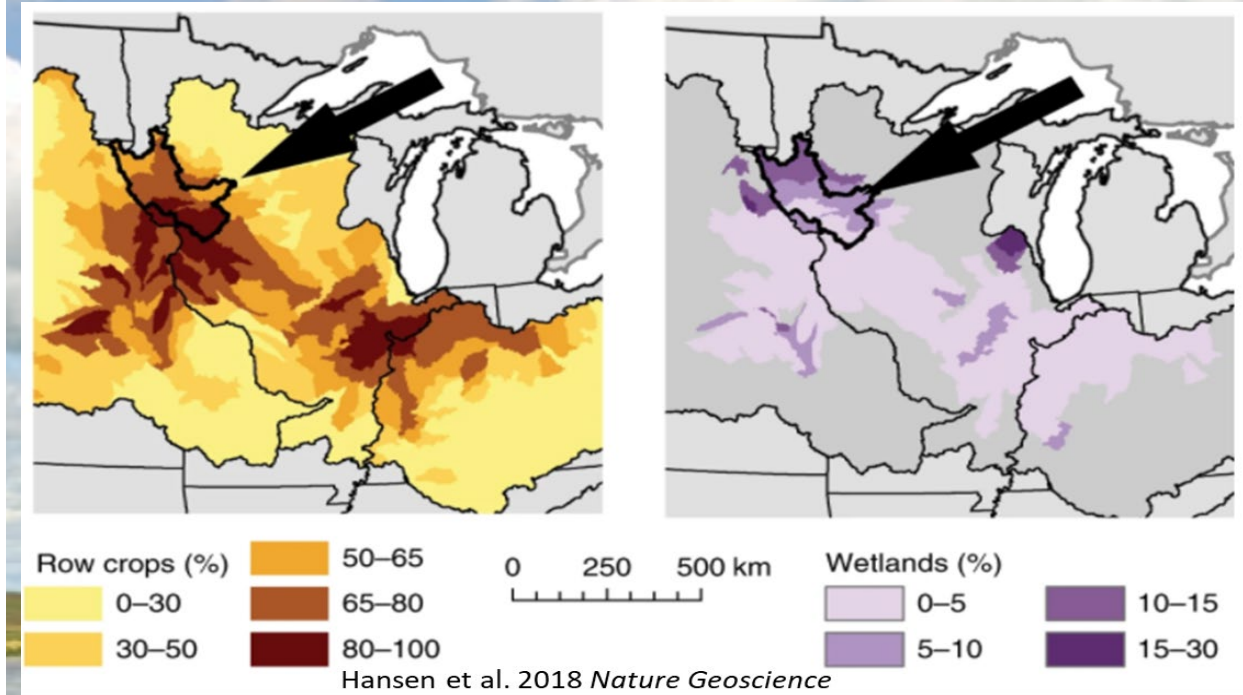 Row crops (%)
0–30
30–50
50–65
65–80
80–100
0 250 500 km
Wetlands (%)
0–5
5–10
10–15
15–30
Hansen et al. 2018 Nature Geoscience